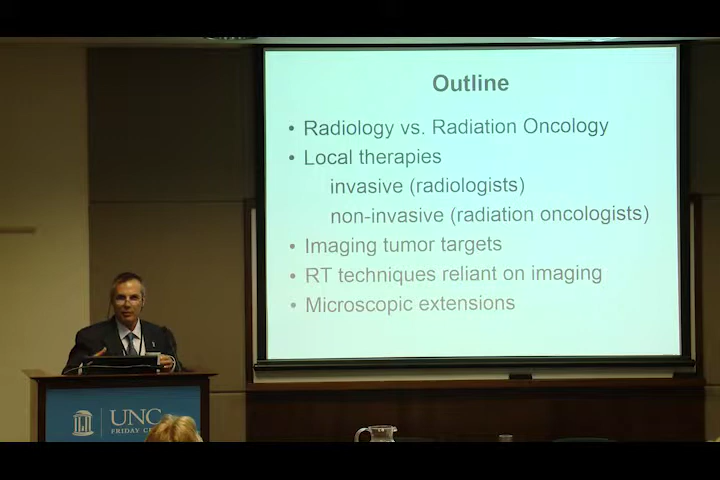 Outline
• Radiology vs. Radiation Oncology
• Local therapies
invasive (radiologists)
non-invasive (radiation oncologists)
• Imaging tumor targets
• RT techniques reliant on imaging
• Microscopic extensions
UNC
FRIDAY